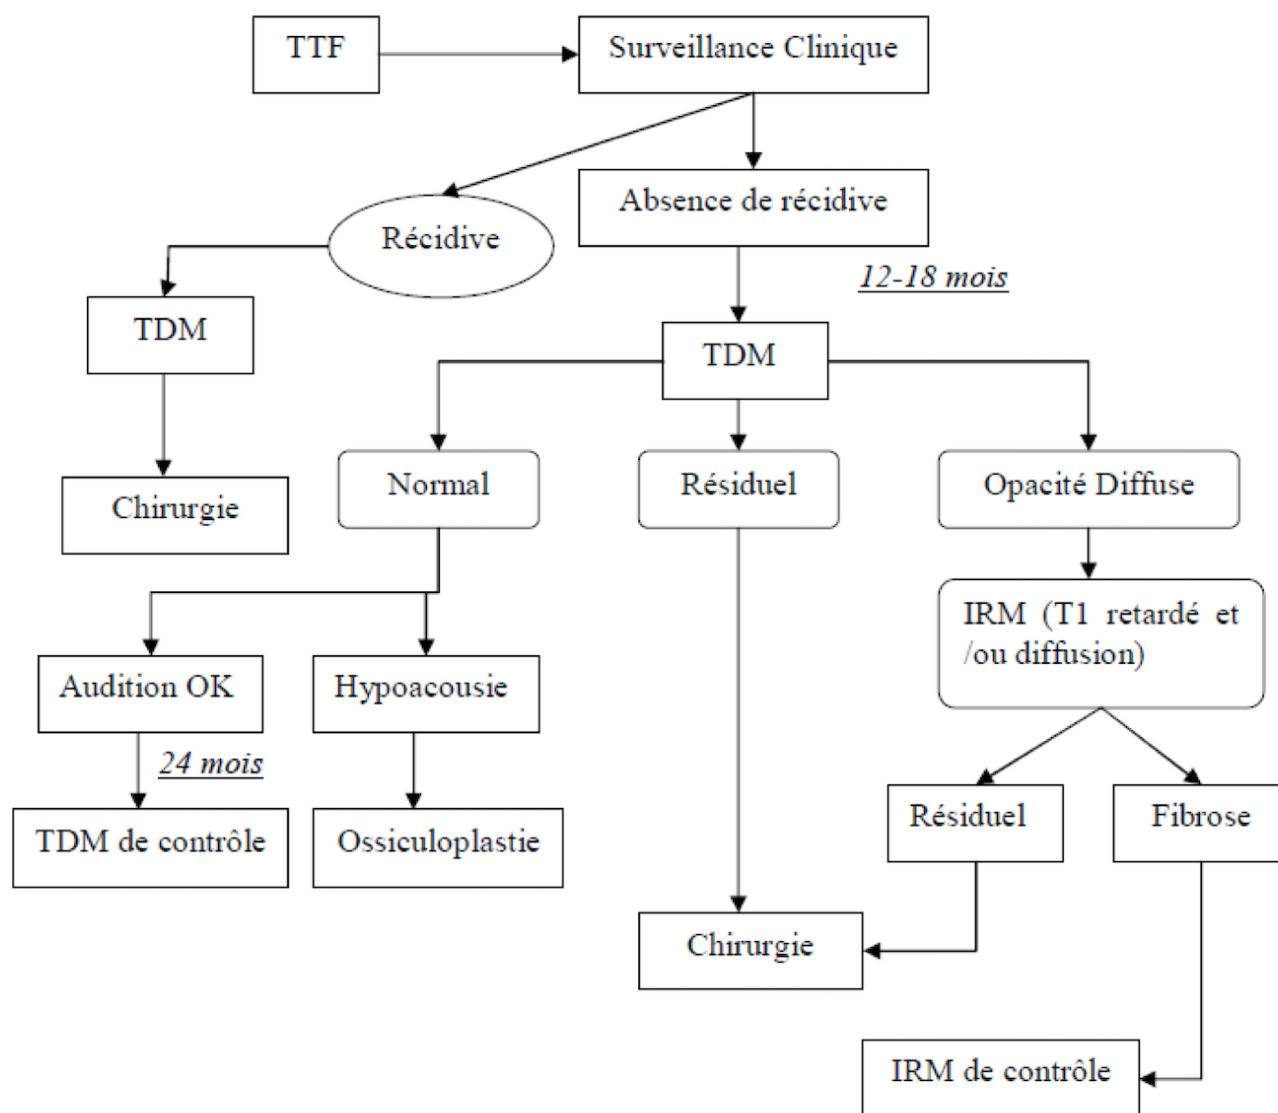 TTF
Surveillance Clinique
Récidive
Absence de récidive
12-18 mois
TDM
TDM
Chirurgie
Normal
Résiduel
Opacité Diffuse
IRM (T1 retardé et
/ou diffusion)
Audition OK
Hypoacousie
24 mois
TDM de contrôle
Ossiculoplastie
Résiduel
Fibrose
Chirurgie
IRM de contrôle